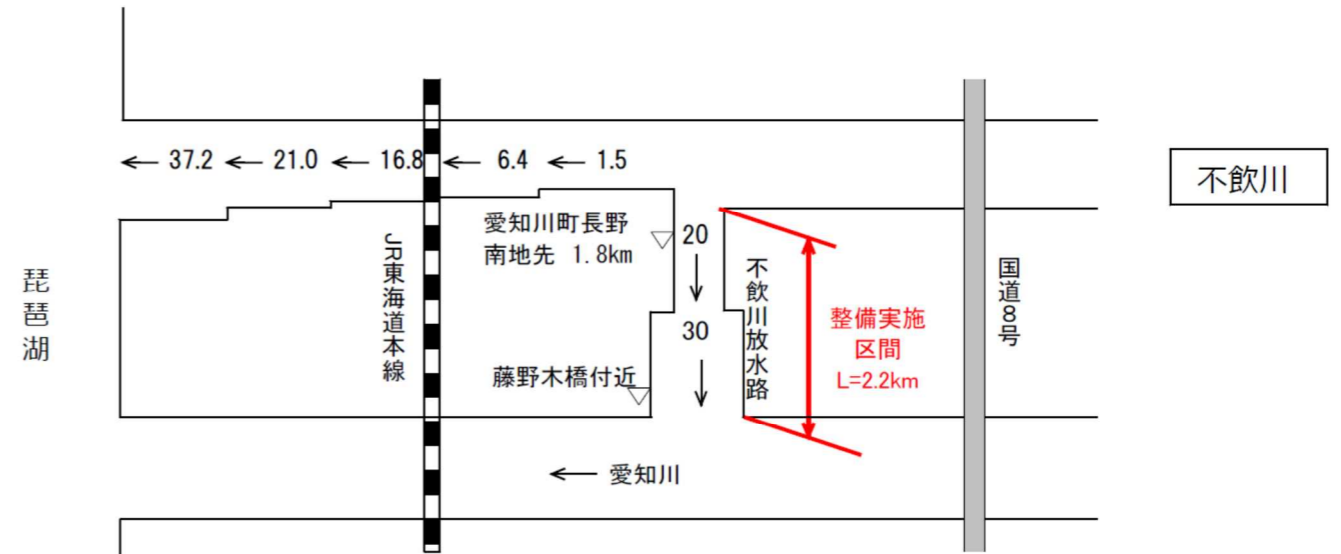 ← 37.2 ← 21.0 ← 16.8 ← 6.4 ← 1.5
不飲川
愛知川町長野
南地先 1.8km
20
30
藤野木橋付近
JR東海道本線
不飲川放水路
整備実施
区間
L=2.2km
国道8号
琵琶湖
← 愛知川